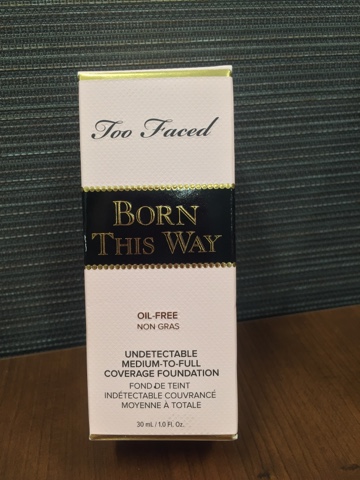 Too Faced
BORN
THIS WAY
OIL-FREE
NON GRAS
UNDETECTABLE
MEDIUM-TO-FULL
COVERAGE FOUNDATION
FOND DE TEINT
INDÉTECTABLE COUVRANCE
MOYENNE À TOTALE
30 mL / 1.0 Fl. Oz.